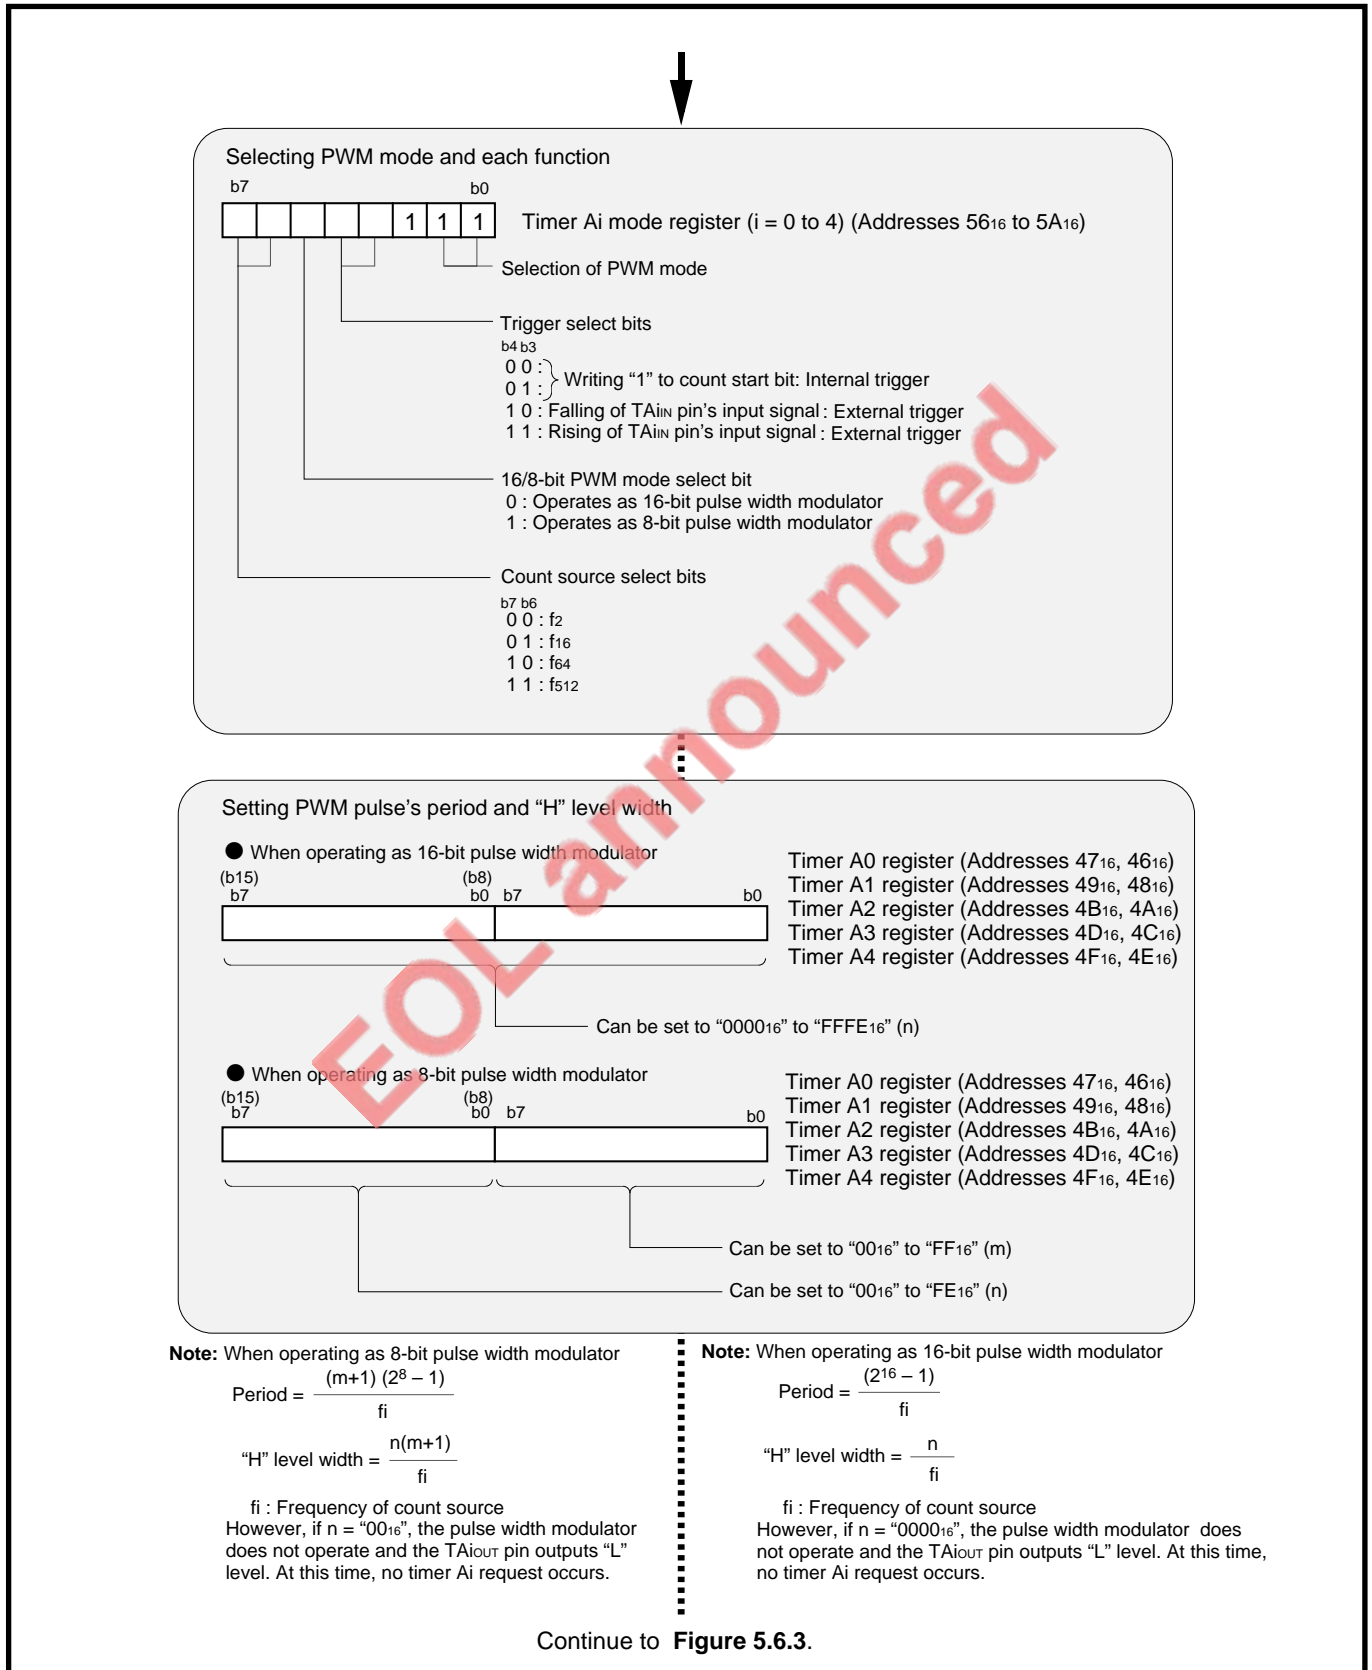 Selecting PWM mode and each function
b7 b0
1 1 1 Timer Ai mode register (i = 0 to 4) (Addresses 5616 to 5A16)
Selection of PWM mode
Trigger select bits
b4 b3
0 0 :
0 1 :
Writing “1” to count start bit: Internal trigger
1 0 : Falling of TAiIN pin’s input signal : External trigger
1 1 : Rising of TAiIN pin’s input signal : External trigger
16/8-bit PWM mode select bit
0 : Operates as 16-bit pulse width modulator
1 : Operates as 8-bit pulse width modulator
Count source select bits
b7 b6
0 0 : f2
0 1 : f16
1 0 : f64
1 1 : f512
Setting PWM pulse’s period and “H” level width
● When operating as 16-bit pulse width modulator
(b15) (b8)
b7 b0 b7 b0
Timer A0 register (Addresses 4716, 4616)
Timer A1 register (Addresses 4916, 4816)
Timer A2 register (Addresses 4B16, 4A16)
Timer A3 register (Addresses 4D16, 4C16)
Timer A4 register (Addresses 4F16, 4E16)
Can be set to “000016” to “FFFE16” (n)
● When operating as 8-bit pulse width modulator
(b15) (b8)
b7 b0 b7 b0
Timer A0 register (Addresses 4716, 4616)
Timer A1 register (Addresses 4916, 4816)
Timer A2 register (Addresses 4B16, 4A16)
Timer A3 register (Addresses 4D16, 4C16)
Timer A4 register (Addresses 4F16, 4E16)
Can be set to “0016” to “FF16” (m)
Can be set to “0016” to “FE16” (n)
Note: When operating as 8-bit pulse width modulator
Period = (m+1) (2^8 – 1) / fi
“H” level width = n(m+1) / fi
fi : Frequency of count source
However, if n = “0016”, the pulse width modulator
does not operate and the TAiOUT pin outputs “L”
level. At this time, no timer Ai request occurs.
Note: When operating as 16-bit pulse width modulator
Period = (2^16 – 1) / fi
“H” level width = n / fi
fi : Frequency of count source
However, if n = “000016”, the pulse width modulator does
not operate and the TAiOUT pin outputs “L” level. At this time,
no timer Ai request occurs.
Continue to Figure 5.6.3.
EOL announced